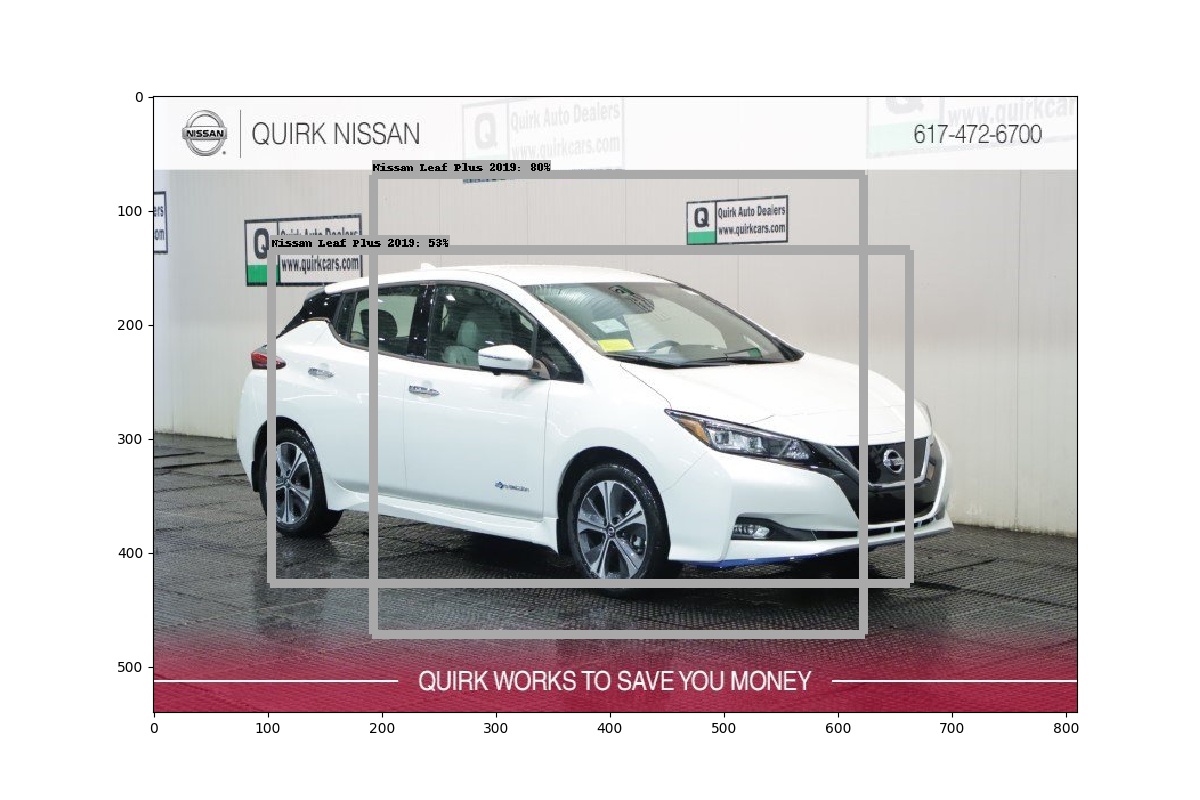 NISSAN
QUIRK NISSAN
617-472-6700
Q Quirk Auto Dealers
www.quirkcars.com
www.quirkcar
Nissan Leaf Plus 2019: 80%
Q Quirk Auto Dealers
www.quirkcars.com
Q Quirk Auto Dealers
www.quirkcars.com
Nissan Leaf Plus 2019: 53%
QUIRK WORKS TO SAVE YOU MONEY
0
100
200
300
400
500
0 100 200 300 400 500 600 700 800